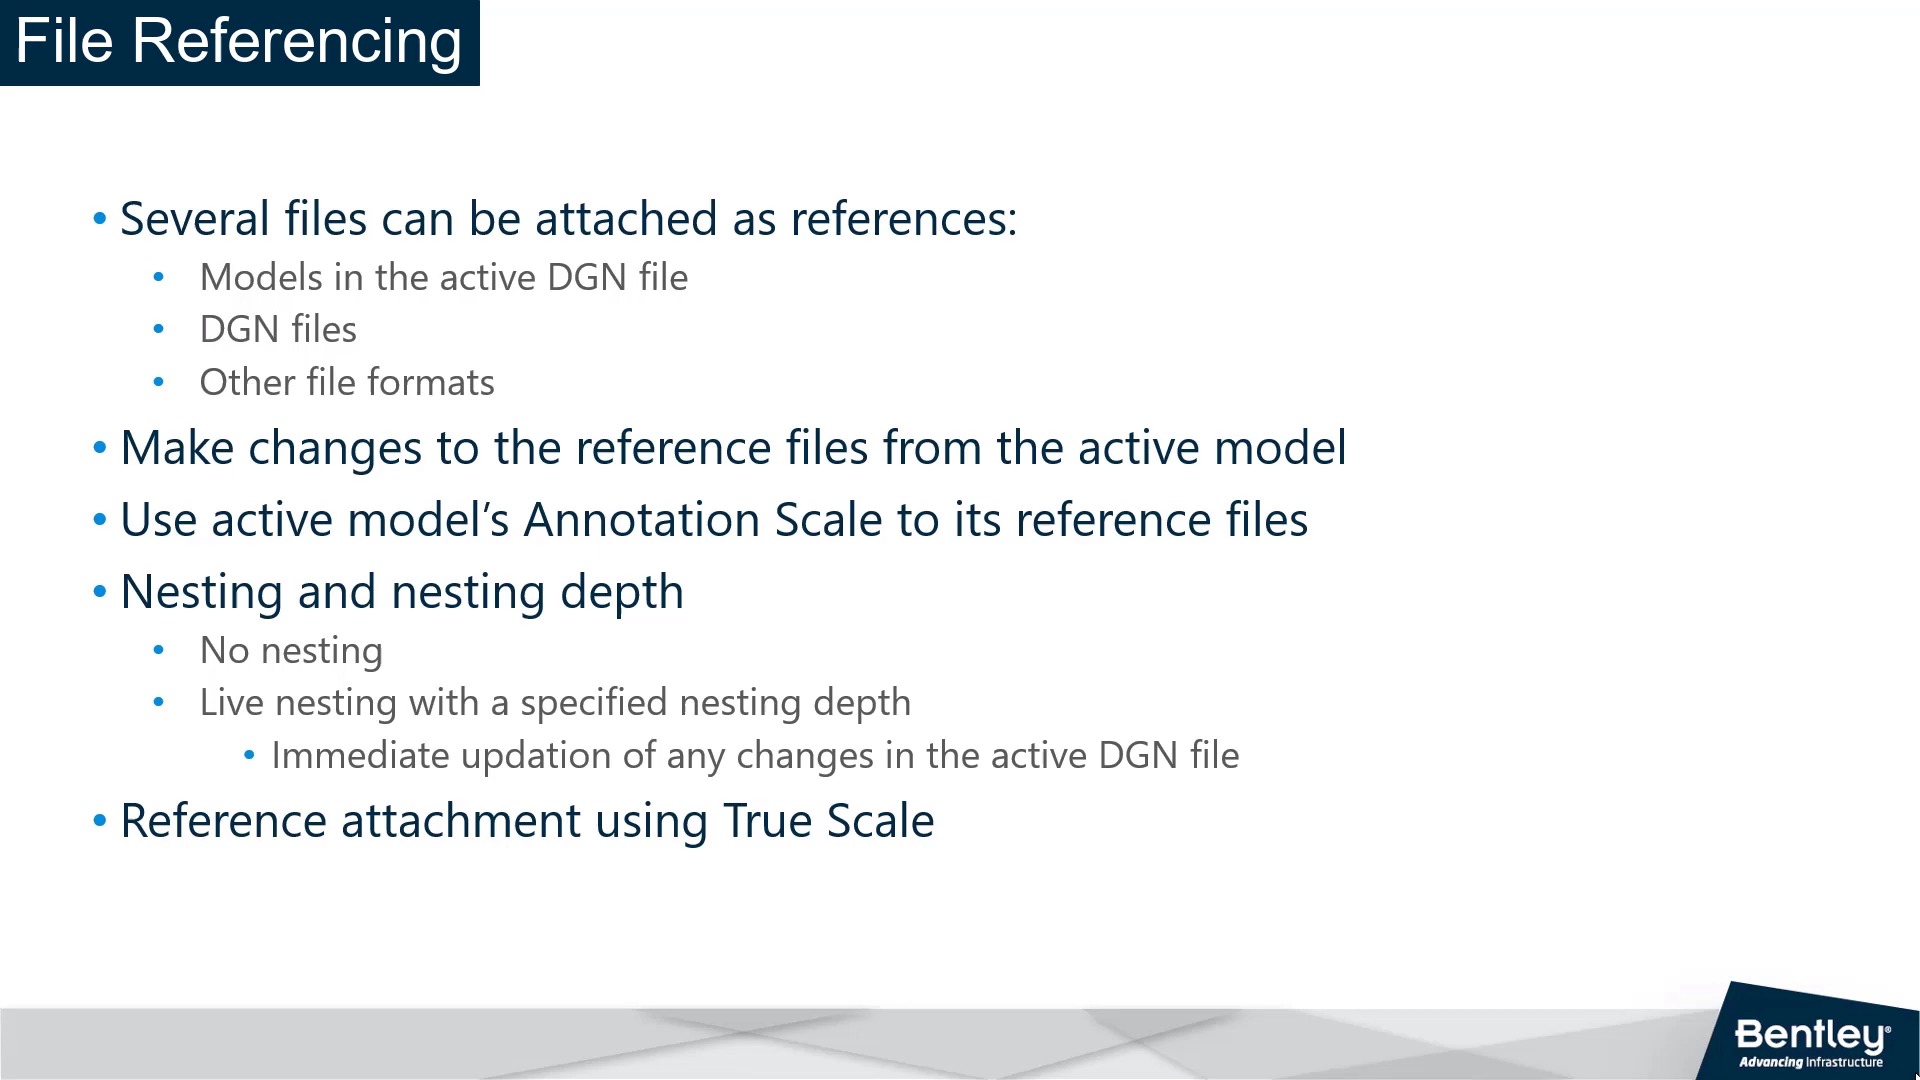 File Referencing
• Several files can be attached as references:
• Models in the active DGN file
• DGN files
• Other file formats
• Make changes to the reference files from the active model
• Use active model’s Annotation Scale to its reference files
• Nesting and nesting depth
• No nesting
• Live nesting with a specified nesting depth
• Immediate updation of any changes in the active DGN file
• Reference attachment using True Scale
Bentley®
Advancing Infrastructure